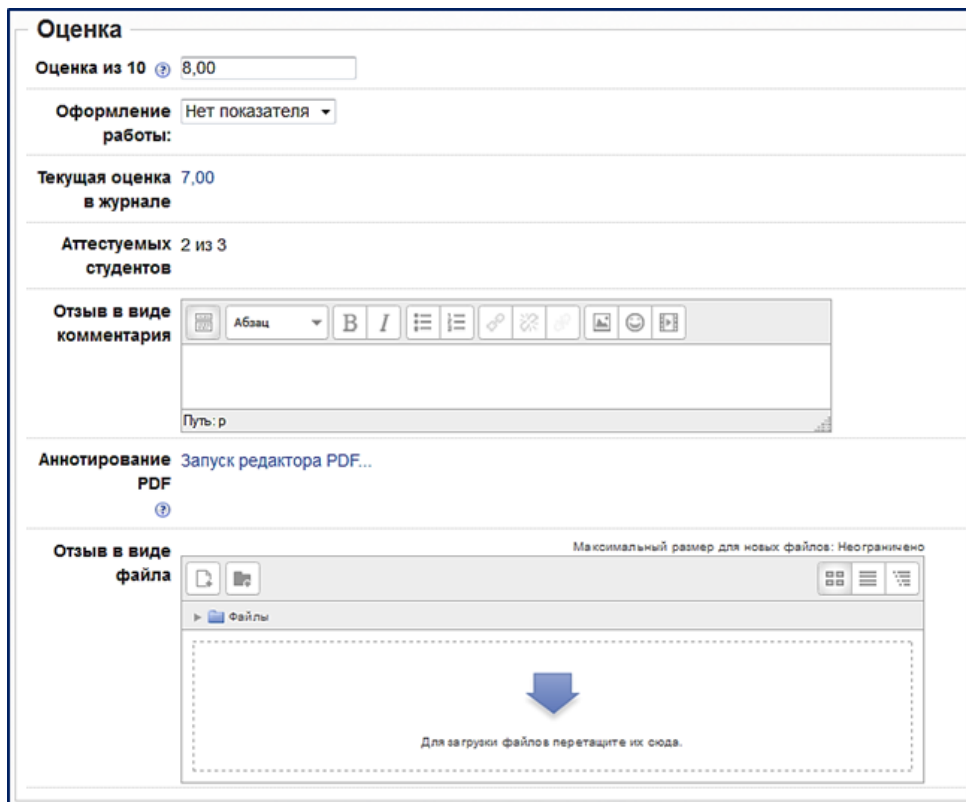 Оценка
Оценка из 10 8,00
Оформление Нет показателя
работы:
Текущая оценка 7,00
в журнале
Аттестуемых 2 из 3
студентов
Отзыв в виде
комментария
Абзац B I
Путь: p
Аннотирование Запуск редактора PDF...
PDF
Отзыв в виде
файла
Максимальный размер для новых файлов: Неограничено
Файлы
Для загрузки файлов перетащите их сюда.